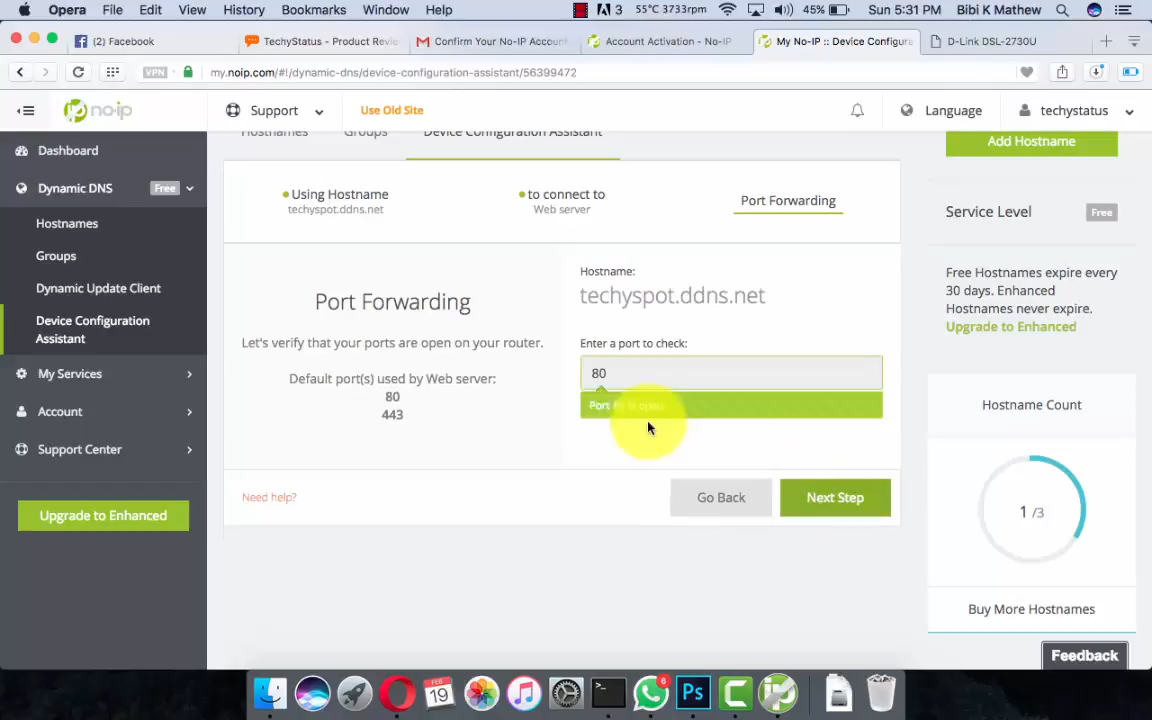 Opera File Edit View History Bookmarks Window Help 3 55°C 3733rpm 45% Sun 5:31 PM Bibi K Mathew
(2) Facebook TechyStatus - Product Revie Confirm Your No-IP Account Account Activation - No-IP My No-IP :: Device Configura D-Link DSL-2730U
VPN my.noip.com/#!/dynamic-dns/device-configuration-assistant/56399472
no-ip Support Use Old Site Language techystatus
Hostnames Groups Device Configuration Assistant
Add Hostname
Dashboard
Dynamic DNS Free
Hostnames
Groups
Dynamic Update Client
Device Configuration
Assistant
My Services
Account
Support Center
Upgrade to Enhanced
Using Hostname
techyspot.ddns.net
to connect to
Web server
Port Forwarding
Port Forwarding
Let's verify that your ports are open on your router.
Default port(s) used by Web server:
80
443
Hostname:
techyspot.ddns.net
Enter a port to check:
80
Port 80 is open
Need help?
Go Back
Next Step
Service Level Free
Free Hostnames expire every
30 days. Enhanced
Hostnames never expire.
Upgrade to Enhanced
Hostname Count
1 /3
Buy More Hostnames
Feedback
FEB
19
6
Ps